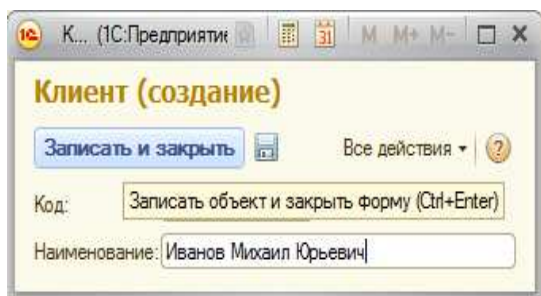 К... (1С:Предприятие M M+ M-
Клиент (создание)
Записать и закрыть Все действия
Код: Записать объект и закрыть форму (Ctrl+Enter)
Наименование: Иванов Михаил Юрьевич